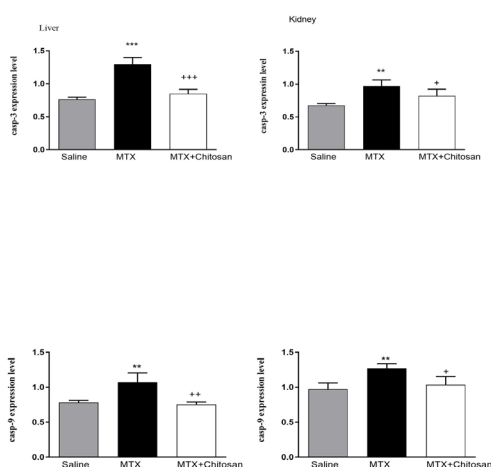 Liver
Kidney
casp-3 expression level
1.5
1.0
0.5
0.0
***
+++
Saline MTX MTX+Chitosan
casp-3 expressin level
1.5
1.0
0.5
0.0
**
+
Saline MTX MTX+Chitosan
casp-9 expression level
1.5
1.0
0.5
0.0
**
++
Saline MTX MTX+Chitosan
casp-9 expression level
1.5
1.0
0.5
0.0
**
+
Saline MTX MTX+Chitosan